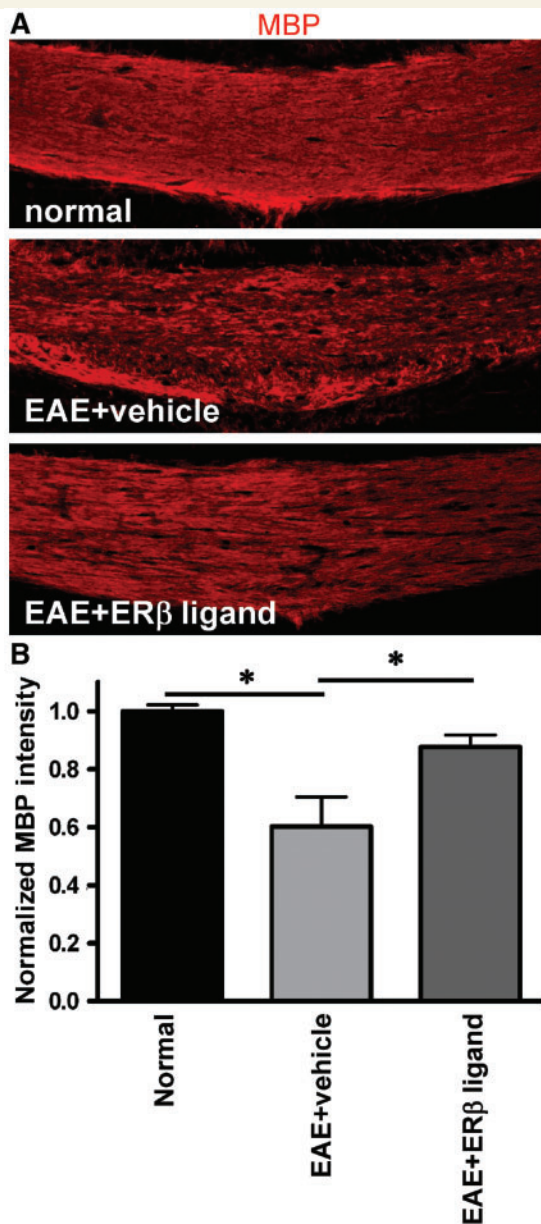 A
MBP
normal
EAE+vehicle
EAE+ERβ ligand
B
*
*
Normalized MBP intensity
1.0
0.8
0.6
0.4
0.2
0.0
Normal
EAE+vehicle
EAE+ERβ ligand